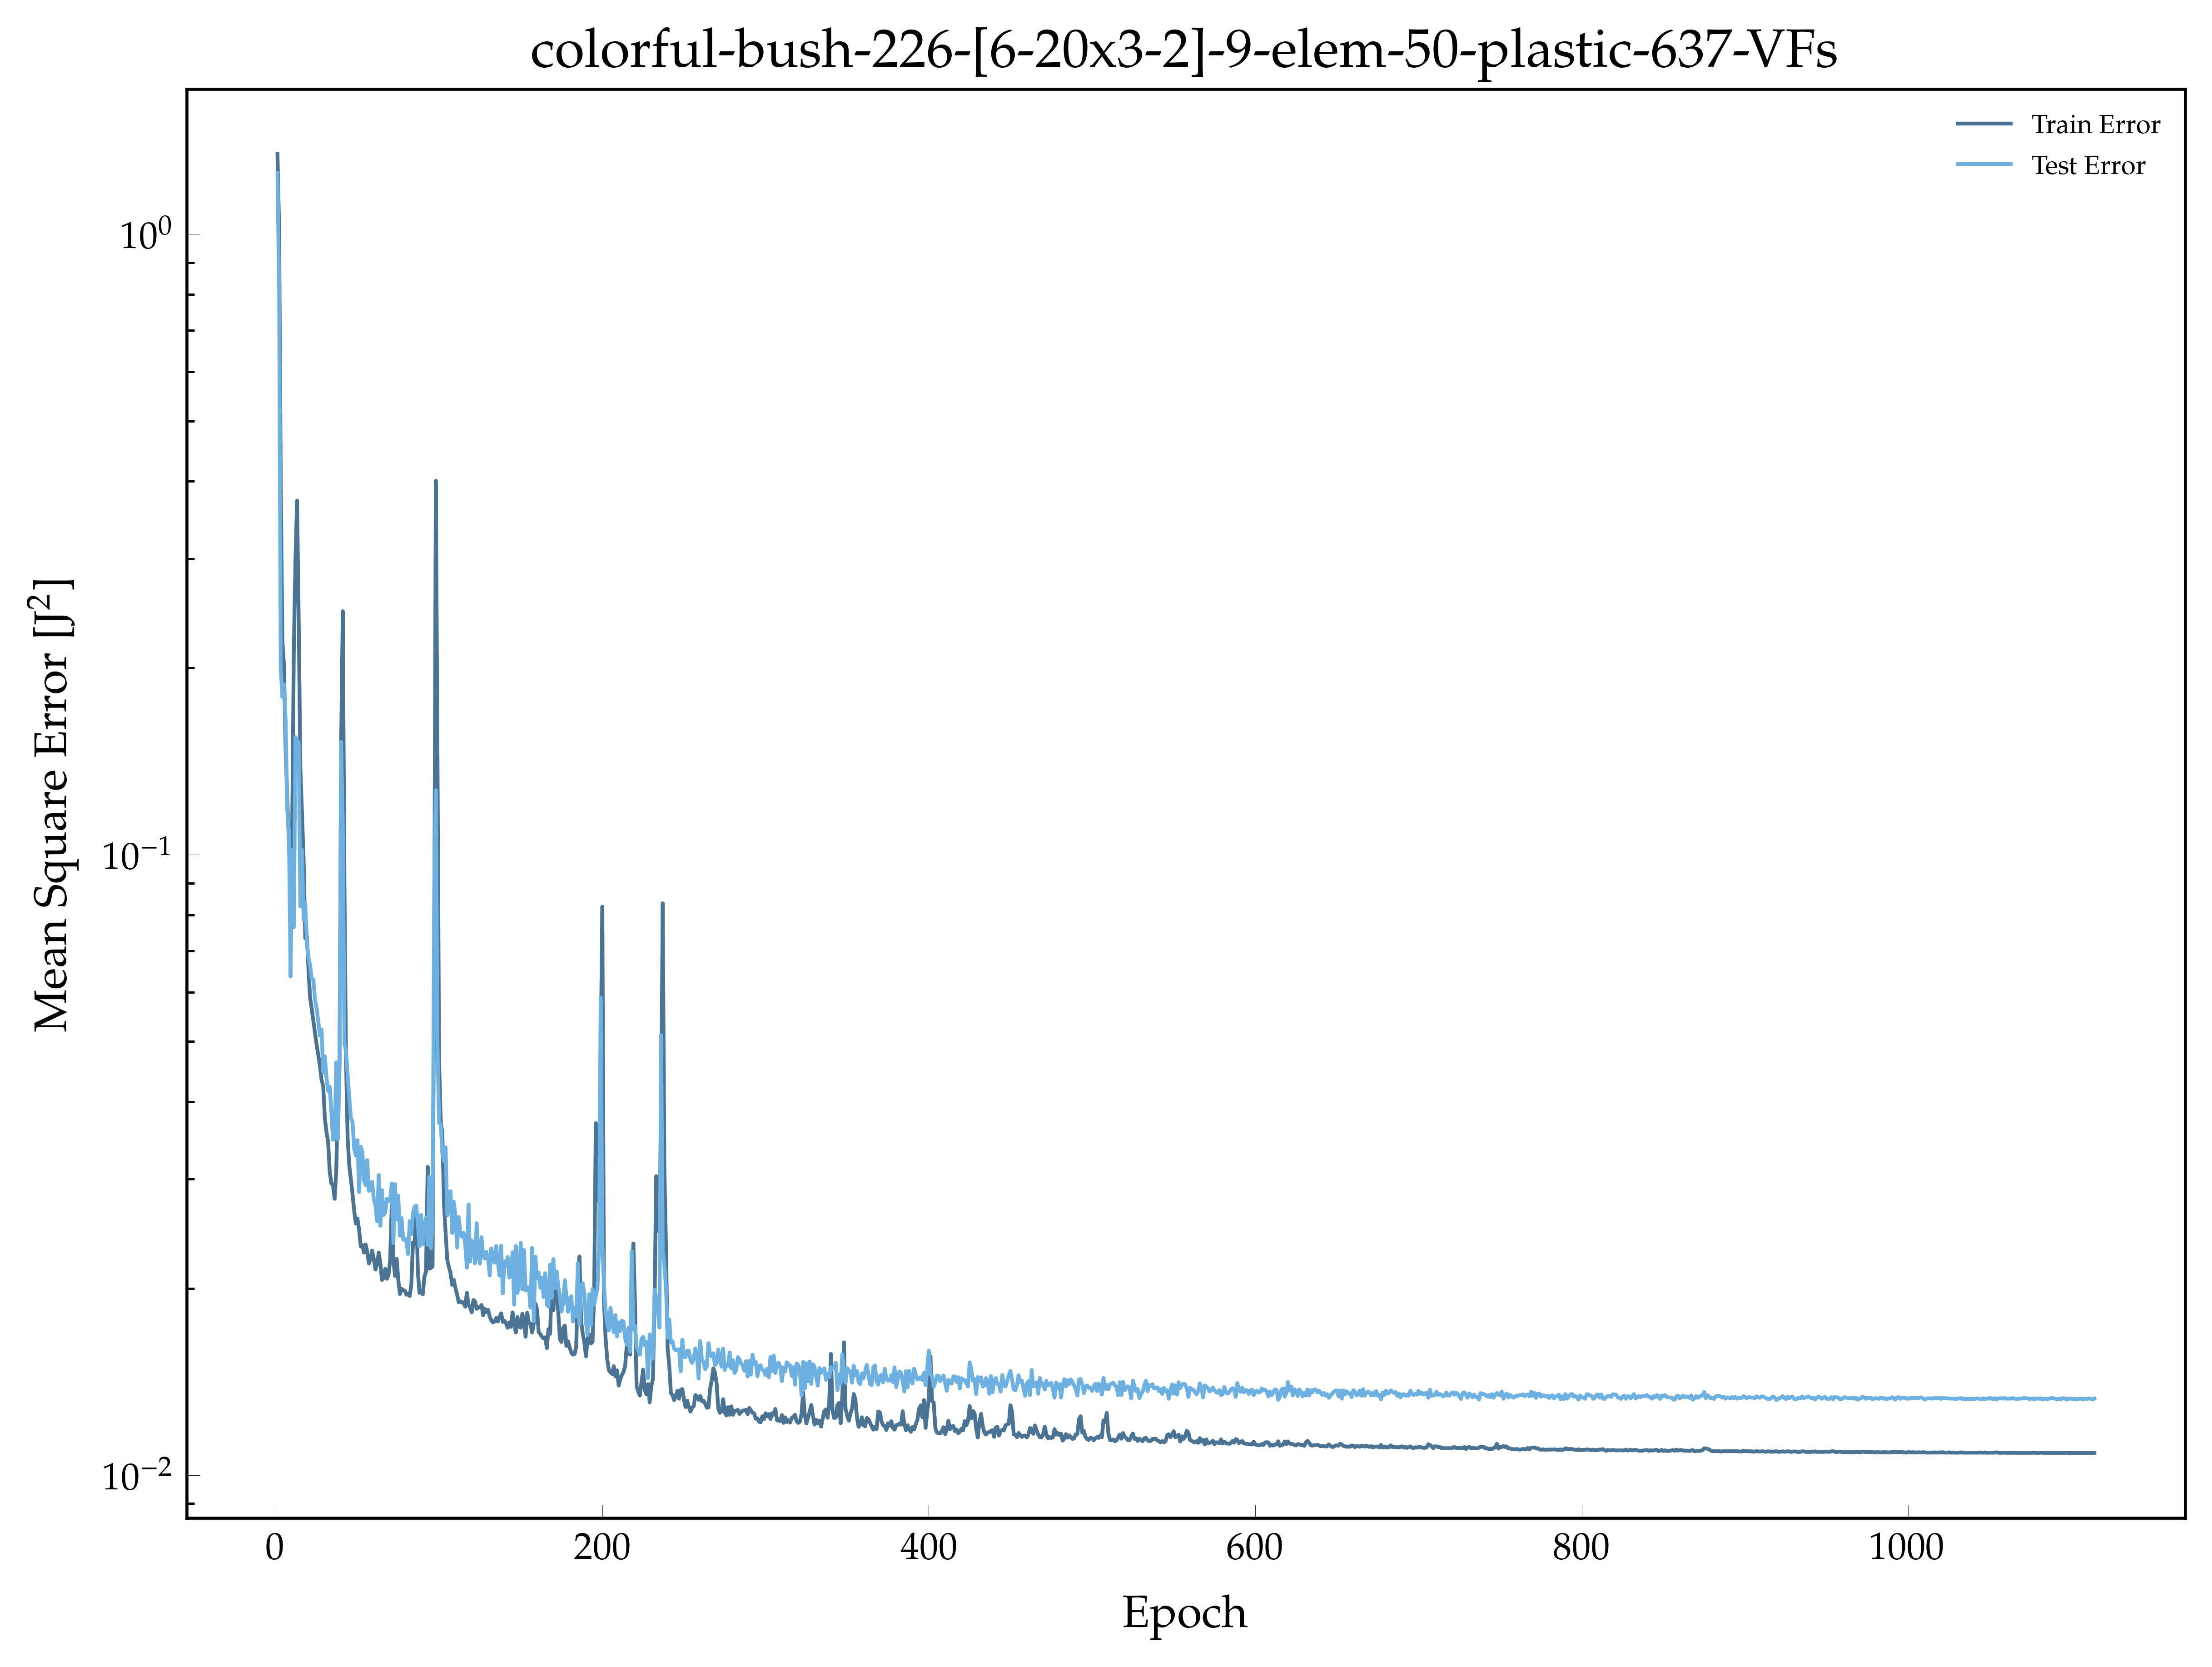 colorful-bush-226-[6-20x3-2]-9-elem-50-plastic-637-VFs
Train Error
Test Error
Mean Square Error [J²]
10⁰
10⁻¹
10⁻²
0 200 400 600 800 1000
Epoch